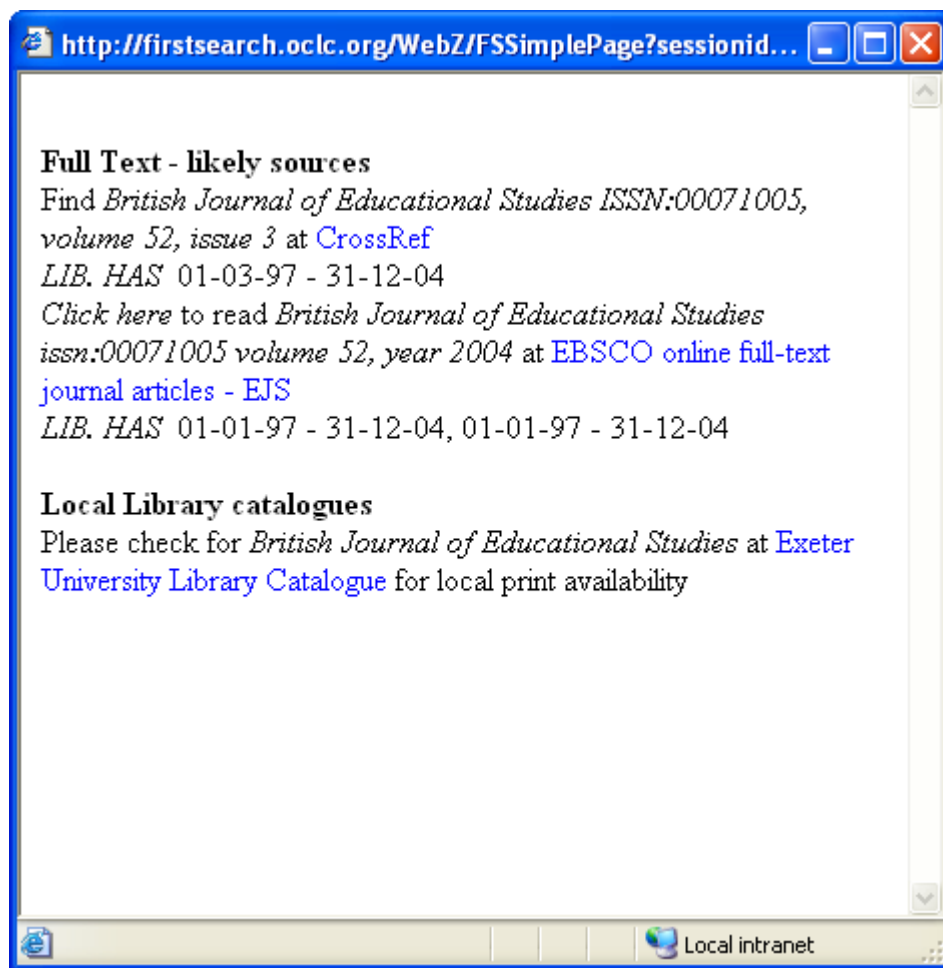 http://firstsearch.oclc.org/WebZ/FSSimplePage?sessionid...
Full Text - likely sources
Find British Journal of Educational Studies ISSN:00071005,
volume 52, issue 3 at CrossRef
LIB. HAS 01-03-97 - 31-12-04
Click here to read British Journal of Educational Studies
issn:00071005 volume 52, year 2004 at EBSCO online full-text
journal articles - EJS
LIB. HAS 01-01-97 - 31-12-04, 01-01-97 - 31-12-04
Local Library catalogues
Please check for British Journal of Educational Studies at Exeter
University Library Catalogue for local print availability
Local intranet